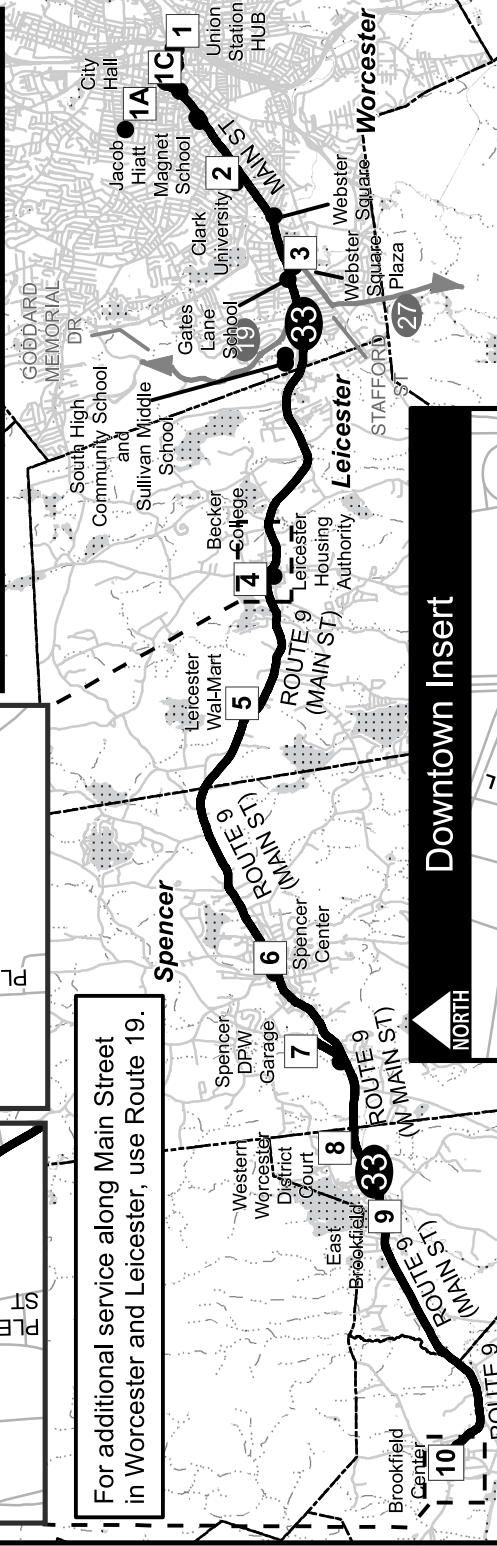 For additional service along Main Street
in Worcester and Leicester, use Route 19.
PL
PLE
ST
10
Brookfield
Center
ROUTE 9
ROUTE 9
(MAIN ST)
East
Brookfield
9
33
8
Western
Worcester
District
Court
ROUTE 9
(W MAIN ST)
7
Spencer
DPW
Garage
6
Spencer
Center
Spencer
ROUTE 9
(MAIN ST)
5
Leicester
Wal-Mart
ROUTE 9
(MAIN ST)
4
Becker
College
Leicester
Housing
Authority
Leicester
South High
Community School
and
Sullivan Middle
School
Gates
Lane
School
GODDARD
MEMORIAL
DR
19
33
STAFFORD
ST
27
3
Webster
Square
Plaza
Webster
Square
Clark
University
2
MAIN ST
Jacob
Hiatt
Magnet
School
1A
City
Hall
1C
1
Union
Station
HUB
Worcester
Downtown Insert
NORTH
7